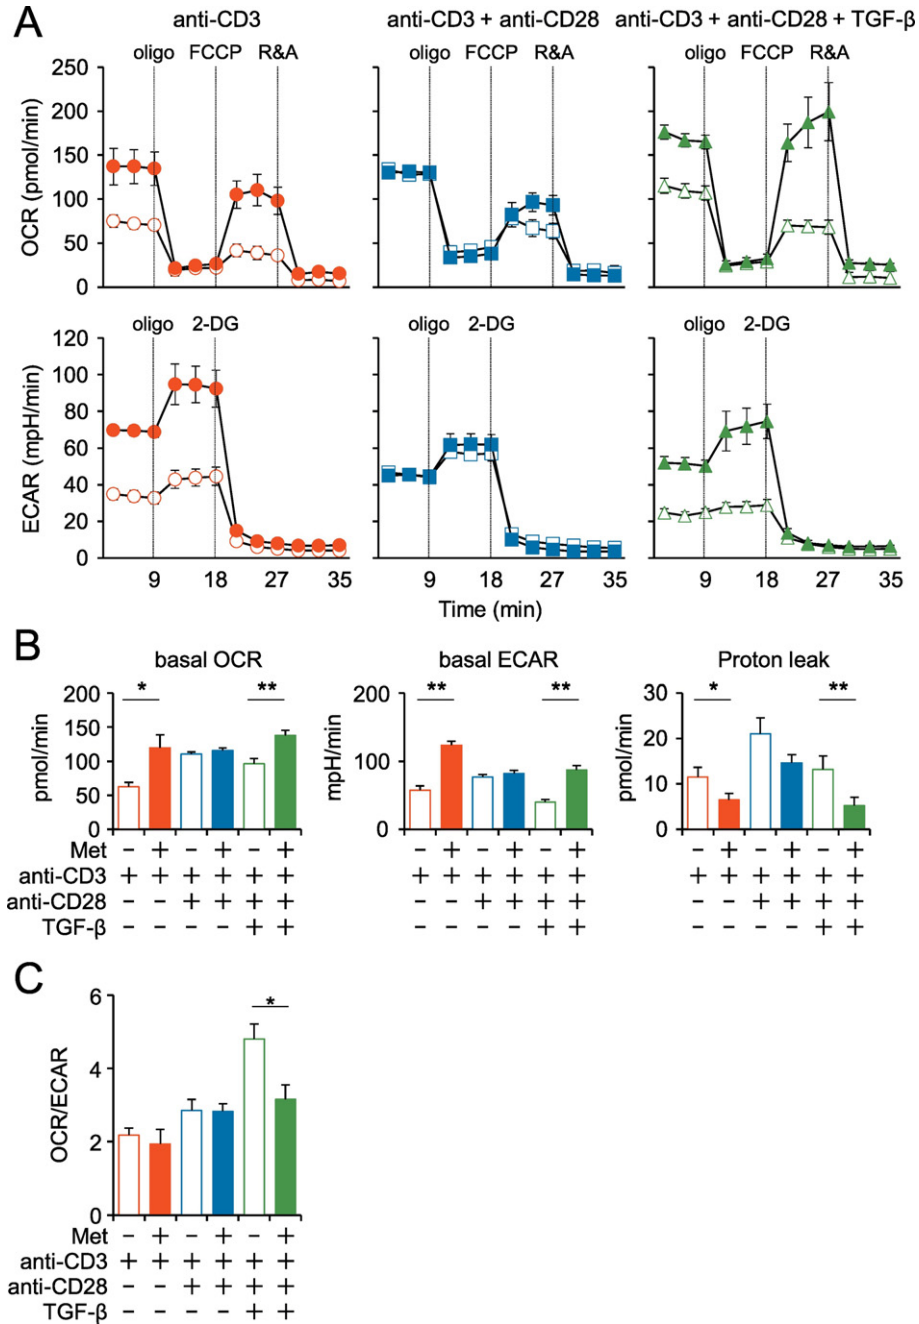 A
anti-CD3 anti-CD3 + anti-CD28 anti-CD3 + anti-CD28 + TGF-β
oligo FCCP R&A oligo FCCP R&A oligo FCCP R&A
OCR (pmol/min)
250
200
150
100
50
0
oligo 2-DG oligo 2-DG oligo 2-DG
ECAR (mpH/min)
120
100
80
60
40
20
0
9 18 27 35 9 18 27 35 9 18 27 35
Time (min)
B
basal OCR basal ECAR Proton leak
pmol/min
200
150
100
50
0
* **
mpH/min
200
100
0
** **
pmol/min
30
20
10
0
* **
Met − + − + − + − + − + − + − + − + − +
anti-CD3 + + + + + + + + + + + + + + + + + +
anti-CD28 − − + + + + − − + + + + − − + + + +
TGF-β − − − − + + − − − − + + − − − − + +
C
OCR/ECAR
6
4
2
0
*
Met − + − + − +
anti-CD3 + + + + + +
anti-CD28 − − + + + +
TGF-β − − − − + +